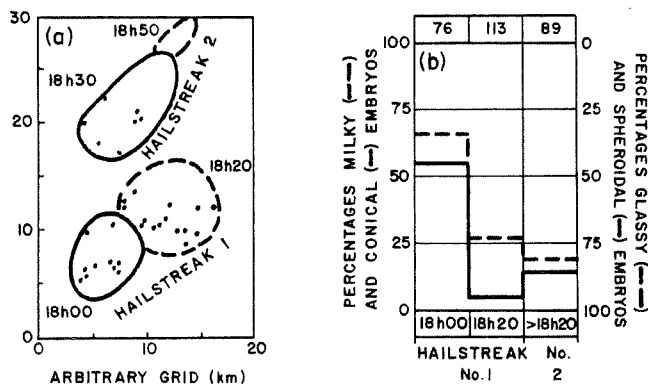 30
(a)
18h50
18h30
HAILSTREAK 2
20
18h20
10
HAILSTREAK 1
18h00
0
0 10 20
ARBITRARY GRID (km)
76 113 89
100 0
(b)
75 25
50 50
25 75
0 100
PERCENTAGES MILKY (––)
AND CONICAL (—) EMBRYOS
PERCENTAGES GLASSY (––)
AND SPHEROIDAL (—) EMBRYOS
18h00 18h20 >18h20
HAILSTREAK No.
No.1 2